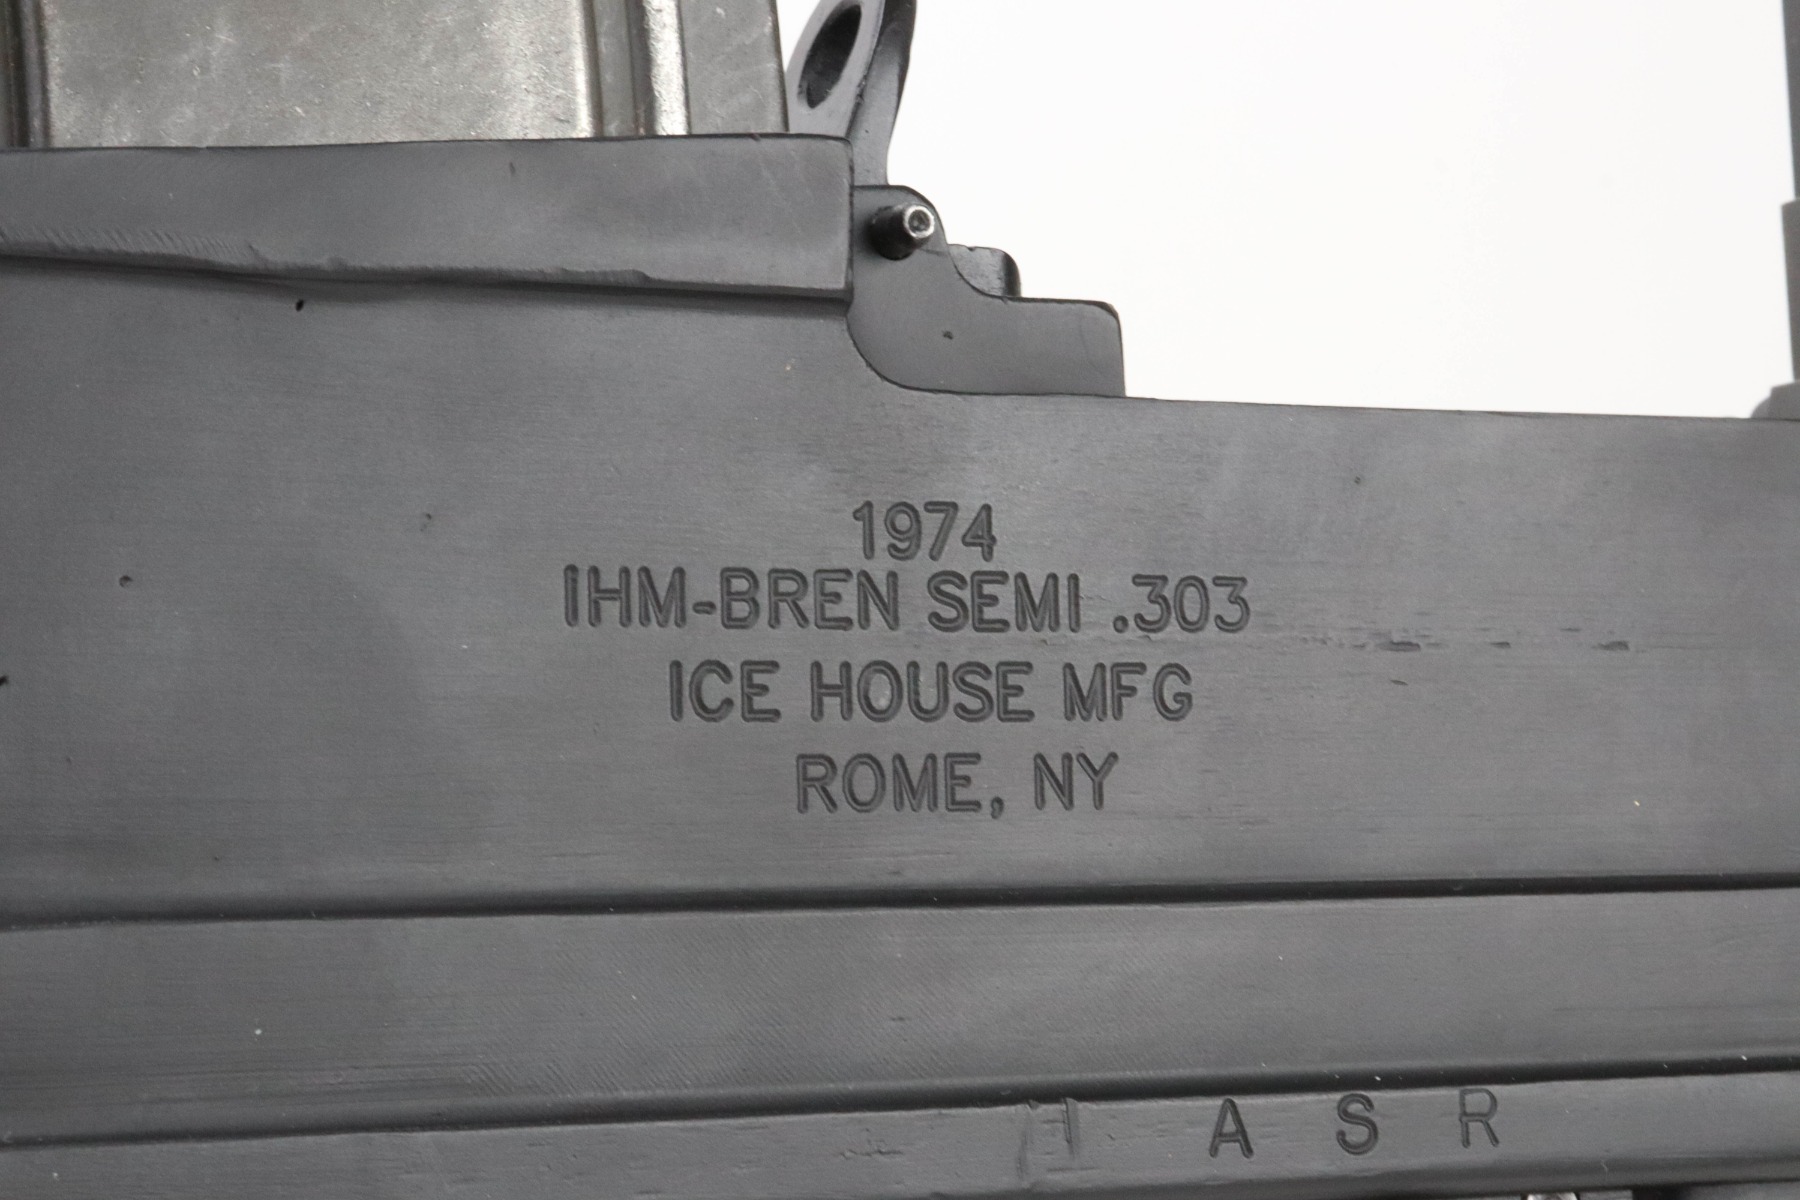 1974
IHM-BREN SEMI .303
ICE HOUSE MFG
ROME, NY
A S R